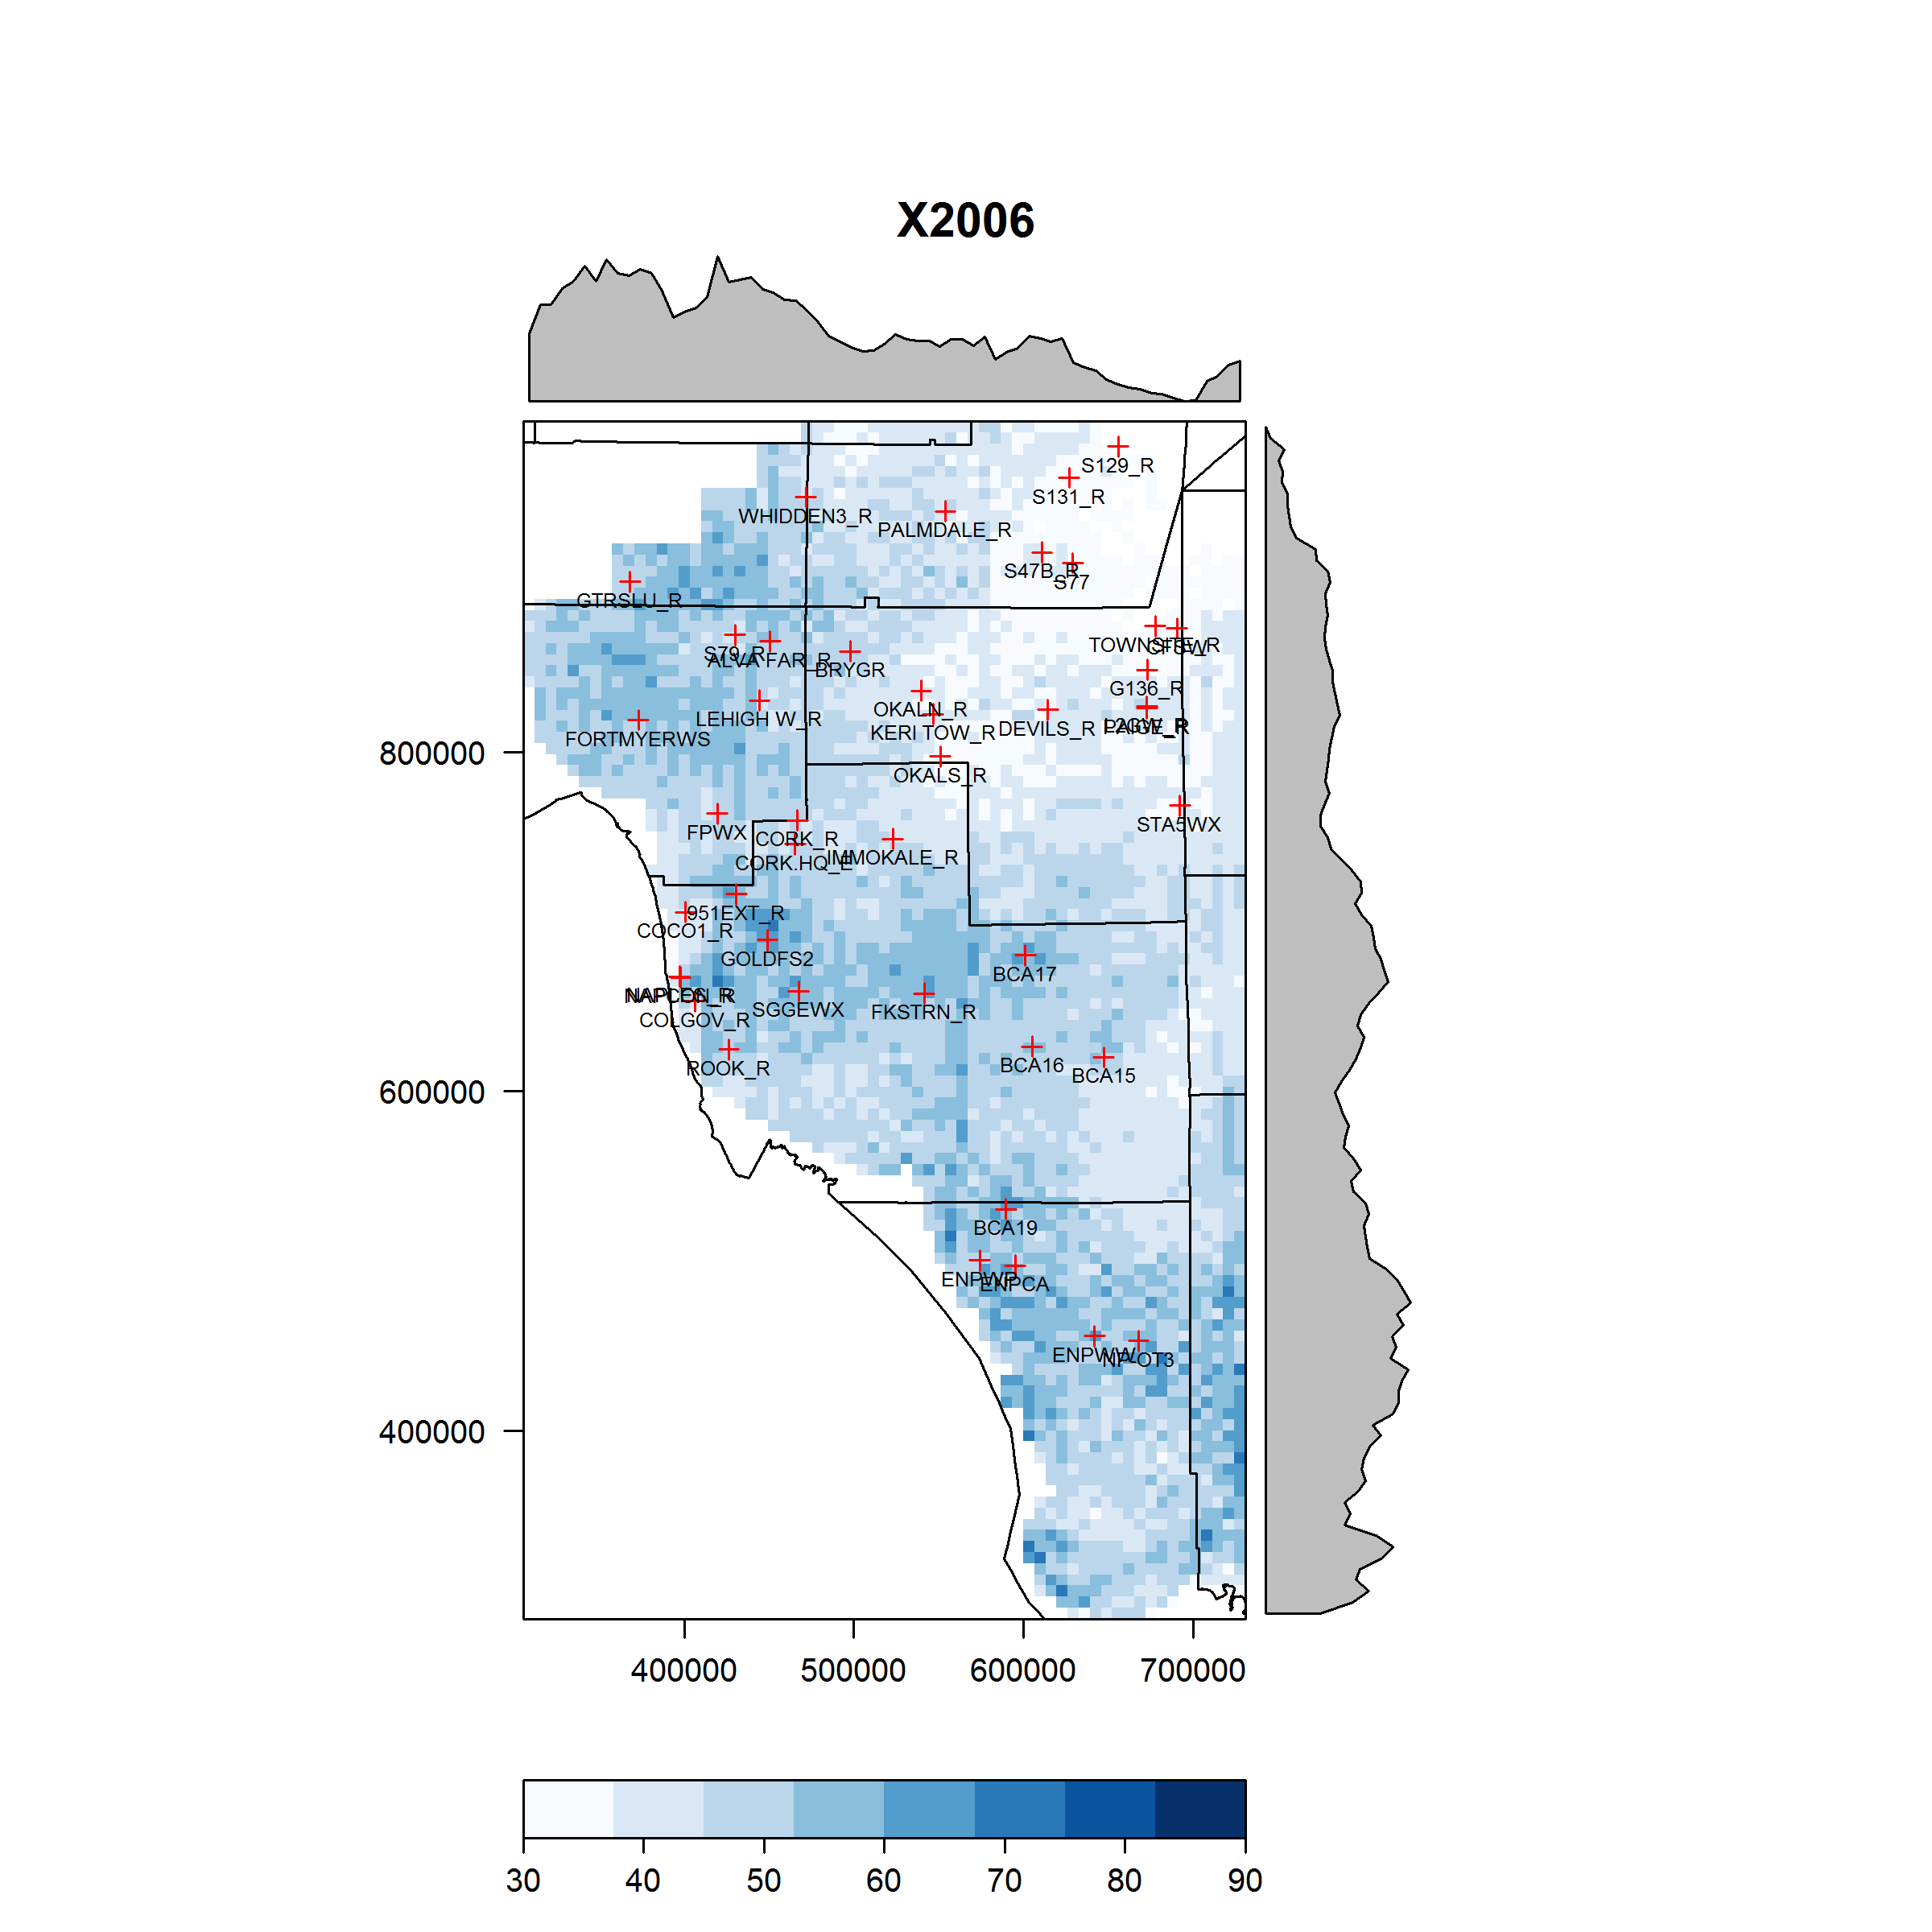 X2006
S129_R
S131_R
WHIDDEN3_R
PALMDALE_R
S47B_R
S77
GTRSLU_R
TOWNSITE_R
CFSW
S79_R
ALVA FAR_R
BRYGR
G136_R
OKALN_R
LEHIGH W_R
PAIGE_R
KERI TOW_R
DEVILS_R
FORTMYERWS
800000
OKALS_R
STA5WX
FPWX
CORK_R
CORK.HQ_E
IMMOKALE_R
951EXT_R
COCO1_R
GOLDFS2
BCA17
NAPLES_R
SGGEWX
FKSTRN_R
COLGOV_R
BCA16
ROOK_R
BCA15
600000
BCA19
ENPWP
ENPCA
ENPWW
NPLOT3
400000
400000 500000 600000 700000
30 40 50 60 70 80 90